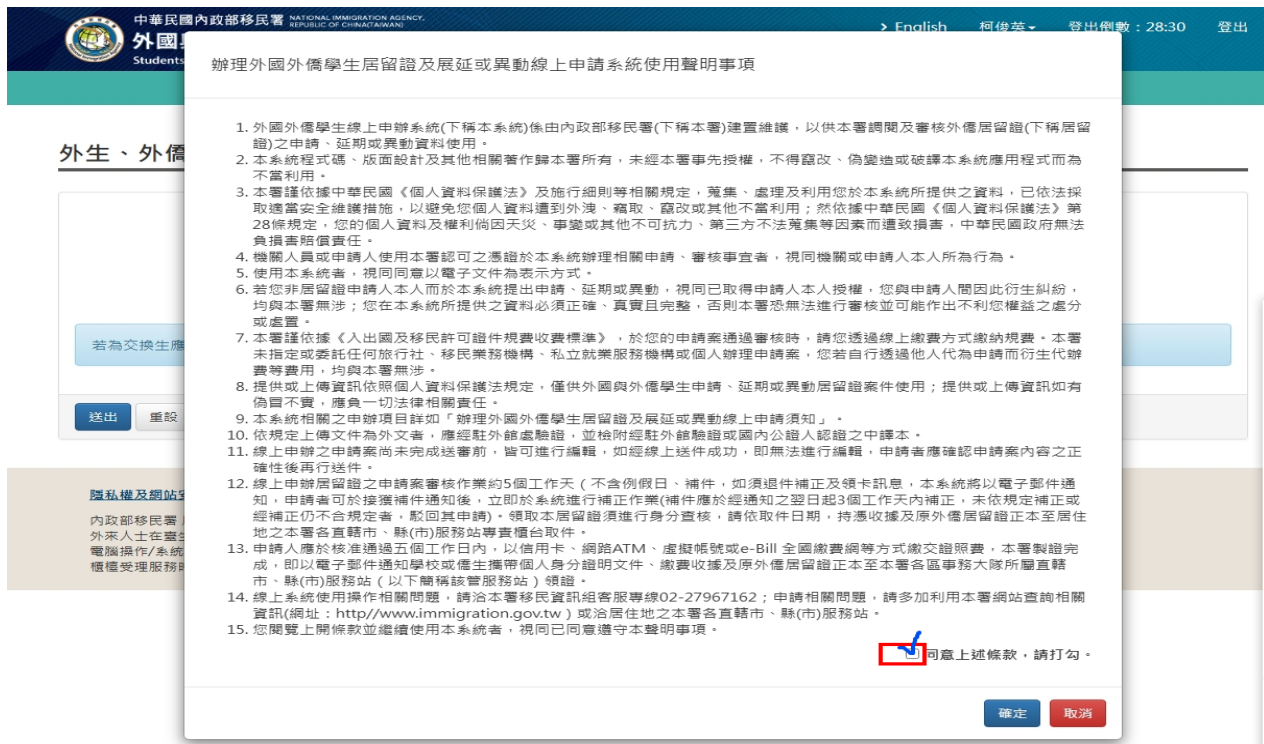 中華民國內政部移民署 NATIONAL IMMIGRATION AGENCY,
REPUBLIC OF CHINA(TAIWAN)
外國
Students
> English 柯俊英 登出倒數：28:30 登出
辦理外國外僑學生居留證及展延或異動線上申請系統使用聲明事項
外生、外僑
1. 外國外僑學生線上申辦系統(下稱本系統)係由內政部移民署(下稱本署)建置維護，以供本署調閱及審核外僑居留證(下稱居留
證)之申請、延期或異動資料使用。
2. 本系統程式碼、版面設計及其他相關著作歸本署所有，未經本署事先授權，不得竄改、偽變造或破譯本系統應用程式而為
不當利用。
3. 本署謹依據中華民國《個人資料保護法》及施行細則等相關規定，蒐集、處理及利用您於本系統所提供之資料，已依法採
取適當安全維護措施，以避免您個人資料遭到外洩、竊取、竄改或其他不當利用；然依據中華民國《個人資料保護法》第
28條規定，您的個人資料及權利倘因天災、事變或其他不可抗力、第三方不法蒐集等因素而遭致損害，中華民國政府無法
負損害賠償責任。
4. 機關人員或申請人使用本署認可之憑證於本系統辦理相關申請、審核事宜者，視同機關或申請人本人所為行為。
5. 使用本系統者，視同同意以電子文件為表示方式。
6. 若您非居留證申請人本人而於本系統提出申請、延期或異動，視同已取得申請人本人授權，您與申請人間因此衍生糾紛，
均與本署無涉；您在本系統所提供之資料必須正確、真實且完整，否則本署恐無法進行審核並可能作出不利您權益之處分
或處置。
7. 本署謹依據《入出國及移民許可證件規費收費標準》，於您的申請案通過審核時，請您透過線上繳費方式繳納規費。本署
未指定或委託任何旅行社、移民業務機構、私立就業服務機構或個人辦理申請案，您若自行透過他人代為申請而衍生代辦
費等費用，均與本署無涉。
若為交換生應
8. 提供或上傳資訊依照個人資料保護法規定，僅供外國與外僑學生申請、延期或異動居留證案件使用；提供或上傳資訊如有
偽冒不實，應負一切法律相關責任。
9. 本系統相關之申辦項目詳如「辦理外國外僑學生居留證及展延或異動線上申請須知」。
送出 重設
10. 依規定上傳文件為外文者，應經駐外館處驗證，並檢附經駐外館驗證或國內公證人認證之中譯本。
11. 線上申辦之申請案尚未完成送審前，皆可進行編輯，如經線上送件成功，即無法進行編輯，申請者應確認申請案內容之正
確性後再行送件。
12. 線上申辦居留證之申請案審核作業約5個工作天（不含例假日、補件，如須退件補正及領卡訊息，本系統將以電子郵件通
知，申請者可於接獲補件通知後，立即於系統進行補正作業(補件應於經通知之翌日起3個工作天內補正，未依規定補正或
經補正仍不合規定者，駁回其申請)。領取本居留證須進行身分查核，請依取件日期，持憑收據及原外僑居留證正本至居住
地之本署各直轄市、縣(市)服務站專責櫃台取件。
13. 申請人應於核准通過五個工作日內，以信用卡、網路ATM、虛擬帳號或e-Bill 全國繳費網等方式繳交證照費，本署製證完
成，即以電子郵件通知學校或僑生攜帶個人身分證明文件、繳費收據及原外僑居留證正本至本署各區事務大隊所屬直轄
市、縣(市)服務站（以下簡稱該管服務站）領證。
14. 線上系統使用操作相關問題，請洽本署移民資訊組客服專線02-27967162；申請相關問題，請多加利用本署網站查詢相關
資訊(網址：http//www.immigration.gov.tw）或洽居住地之本署各直轄市、縣(市)服務站。
15. 您閱覽上開條款並繼續使用本系統者，視同已同意遵守本聲明事項。
隱私權及網站
內政部移民署
外來人士在臺
電腦操作/系統
櫃檯受理服務
同意上述條款，請打勾。
確定 取消